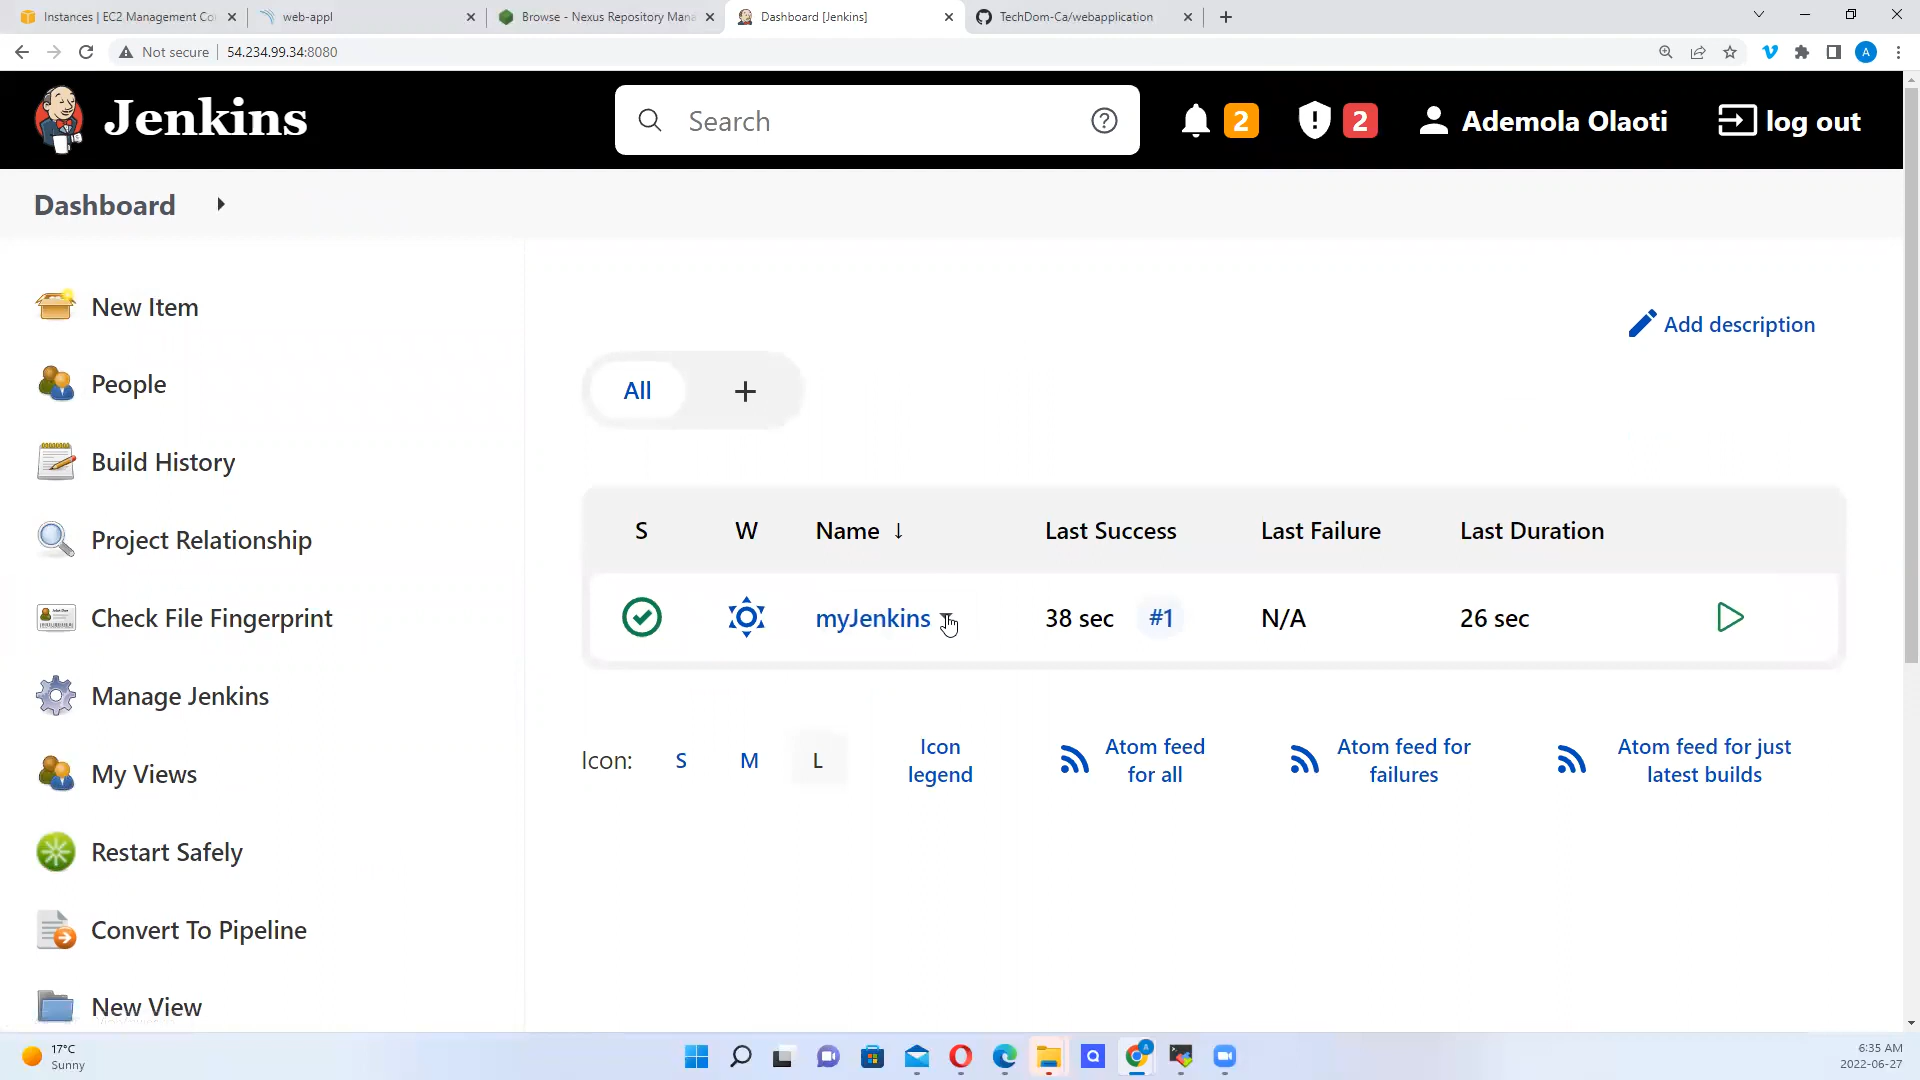 Instances | EC2 Management Co
web-appl
Browse - Nexus Repository Mana
Dashboard [Jenkins]
TechDom-Ca/webapplication
Not secure
54.234.99.34:8080
A
Jenkins
Search
2
2
Ademola Olaoti
log out
Dashboard
New Item
People
Build History
Project Relationship
Check File Fingerprint
Manage Jenkins
My Views
Restart Safely
Convert To Pipeline
New View
Add description
All
+
S W Name ↓ Last Success Last Failure Last Duration
myJenkins 38 sec #1 N/A 26 sec
Icon: S M L
Icon
legend
Atom feed
for all
Atom feed for
failures
Atom feed for just
latest builds
17°C
Sunny
6:35 AM
2022-06-27